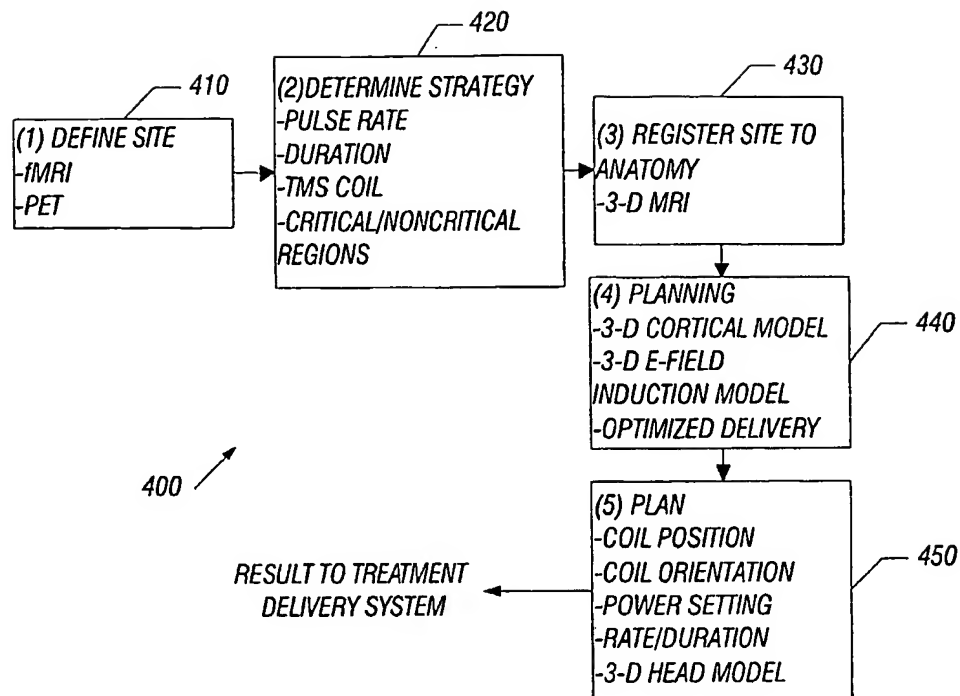 420
410
430
(1) DEFINE SITE
-fMRI
-PET
(2)DETERMINE STRATEGY
-PULSE RATE
-DURATION
-TMS COIL
-CRITICAL/NONCRITICAL
REGIONS
(3) REGISTER SITE TO
ANATOMY
-3-D MRI
(4) PLANNING
-3-D CORTICAL MODEL
-3-D E-FIELD
INDUCTION MODEL
-OPTIMIZED DELIVERY
440
400
(5) PLAN
-COIL POSITION
-COIL ORIENTATION
-POWER SETTING
-RATE/DURATION
-3-D HEAD MODEL
450
RESULT TO TREATMENT
DELIVERY SYSTEM